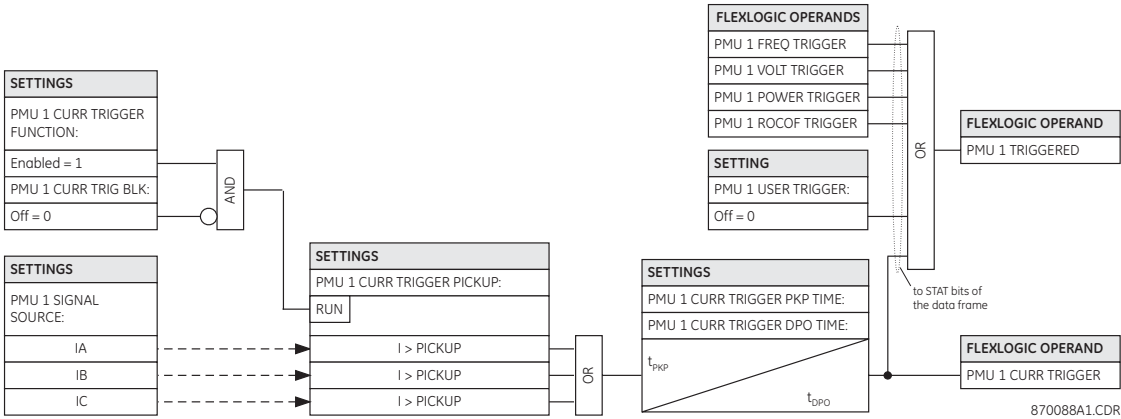 SETTINGS
PMU 1 CURR TRIGGER
FUNCTION:
Enabled = 1
PMU 1 CURR TRIG BLK:
Off = 0
AND
SETTINGS
PMU 1 SIGNAL
SOURCE:
IA
IB
IC
SETTINGS
PMU 1 CURR TRIGGER PICKUP:
RUN
I > PICKUP
I > PICKUP
I > PICKUP
OR
SETTINGS
PMU 1 CURR TRIGGER PKP TIME:
PMU 1 CURR TRIGGER DPO TIME:
tPKP
tDPO
FLEXLOGIC OPERANDS
PMU 1 FREQ TRIGGER
PMU 1 VOLT TRIGGER
PMU 1 POWER TRIGGER
PMU 1 ROCOF TRIGGER
SETTING
PMU 1 USER TRIGGER:
Off = 0
OR
to STAT bits of
the data frame
FLEXLOGIC OPERAND
PMU 1 TRIGGERED
FLEXLOGIC OPERAND
PMU 1 CURR TRIGGER
870088A1.CDR